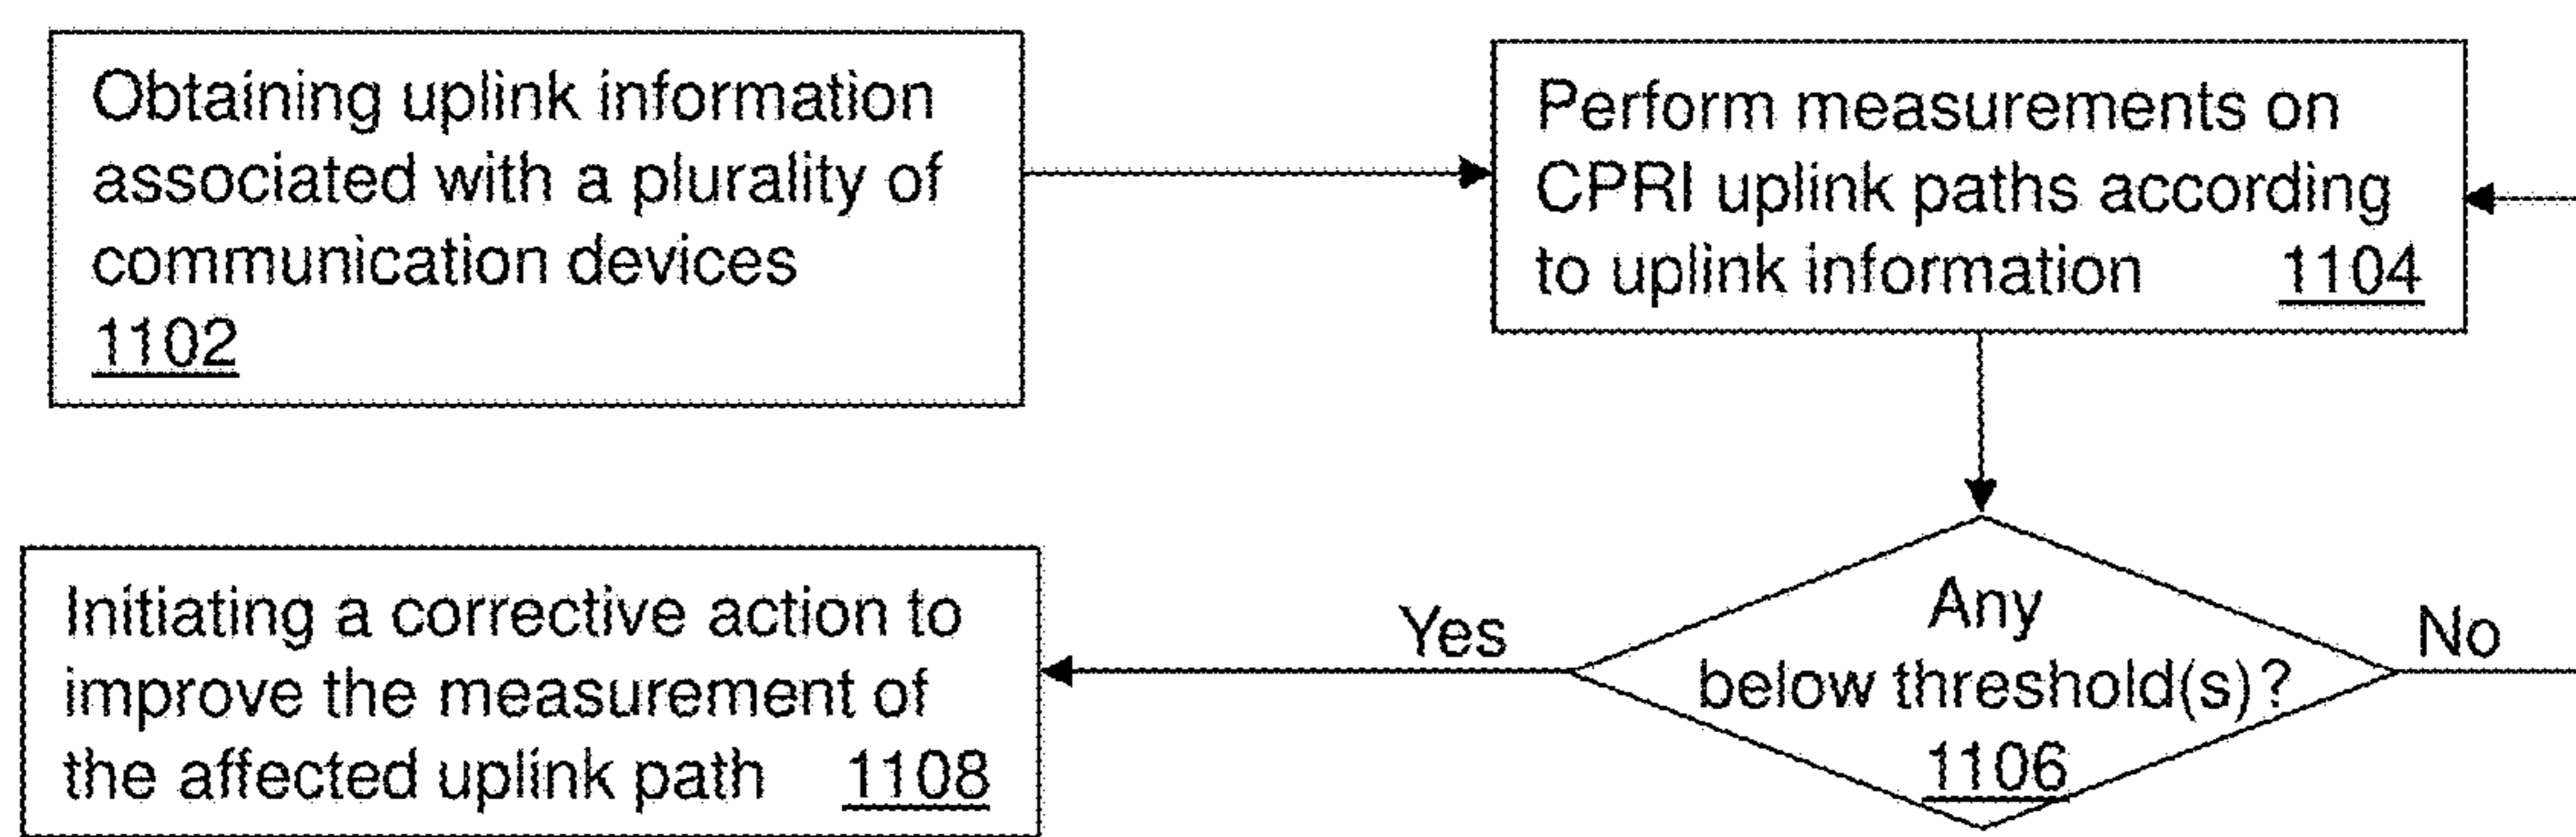 Obtaining uplink information
associated with a plurality of
communication devices
1102
Perform measurements on
CPRI uplink paths according
to uplink information 1104
Any
below threshold(s)?
1106
Yes
No
Initiating a corrective action to
improve the measurement of
the affected uplink path 1108